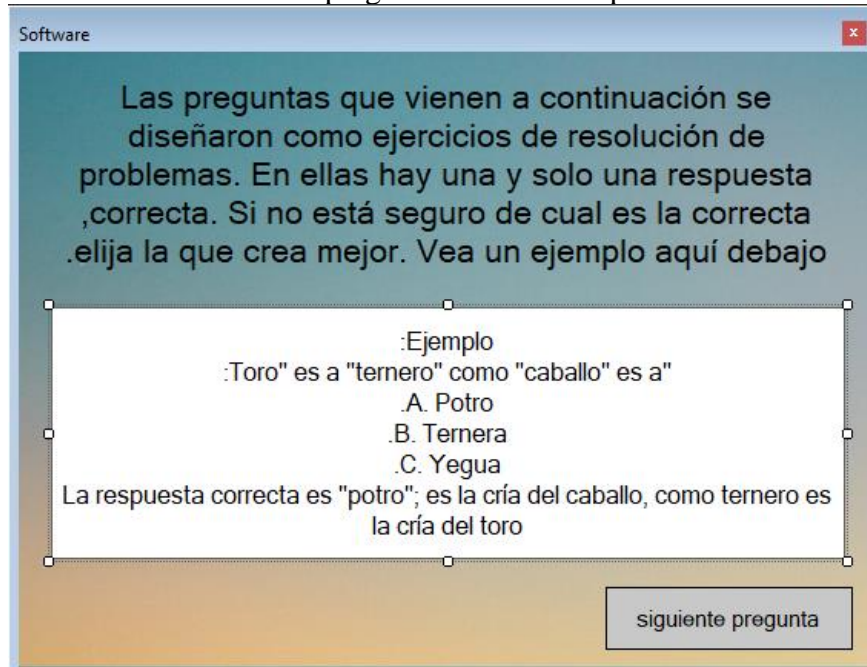 Software
x
Las preguntas que vienen a continuación se
diseñaron como ejercicios de resolución de
problemas. En ellas hay una y solo una respuesta
,correcta. Si no está seguro de cual es la correcta
.elija la que crea mejor. Vea un ejemplo aquí debajo
:Ejemplo
:Toro" es a "ternero" como "caballo" es a"
.A. Potro
.B. Ternera
.C. Yegua
La respuesta correcta es "potro"; es la cría del caballo, como ternero es
la cría del toro
siguiente pregunta